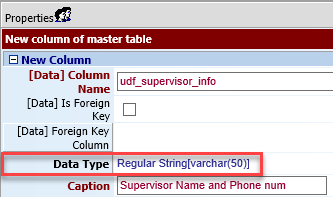 Properties
New column of master table
New Column
[Data] Column Name udf_supervisor_info
[Data] Is Foreign Key
[Data] Foreign Key Column
Data Type Regular String[varchar(50)]
Caption Supervisor Name and Phone num